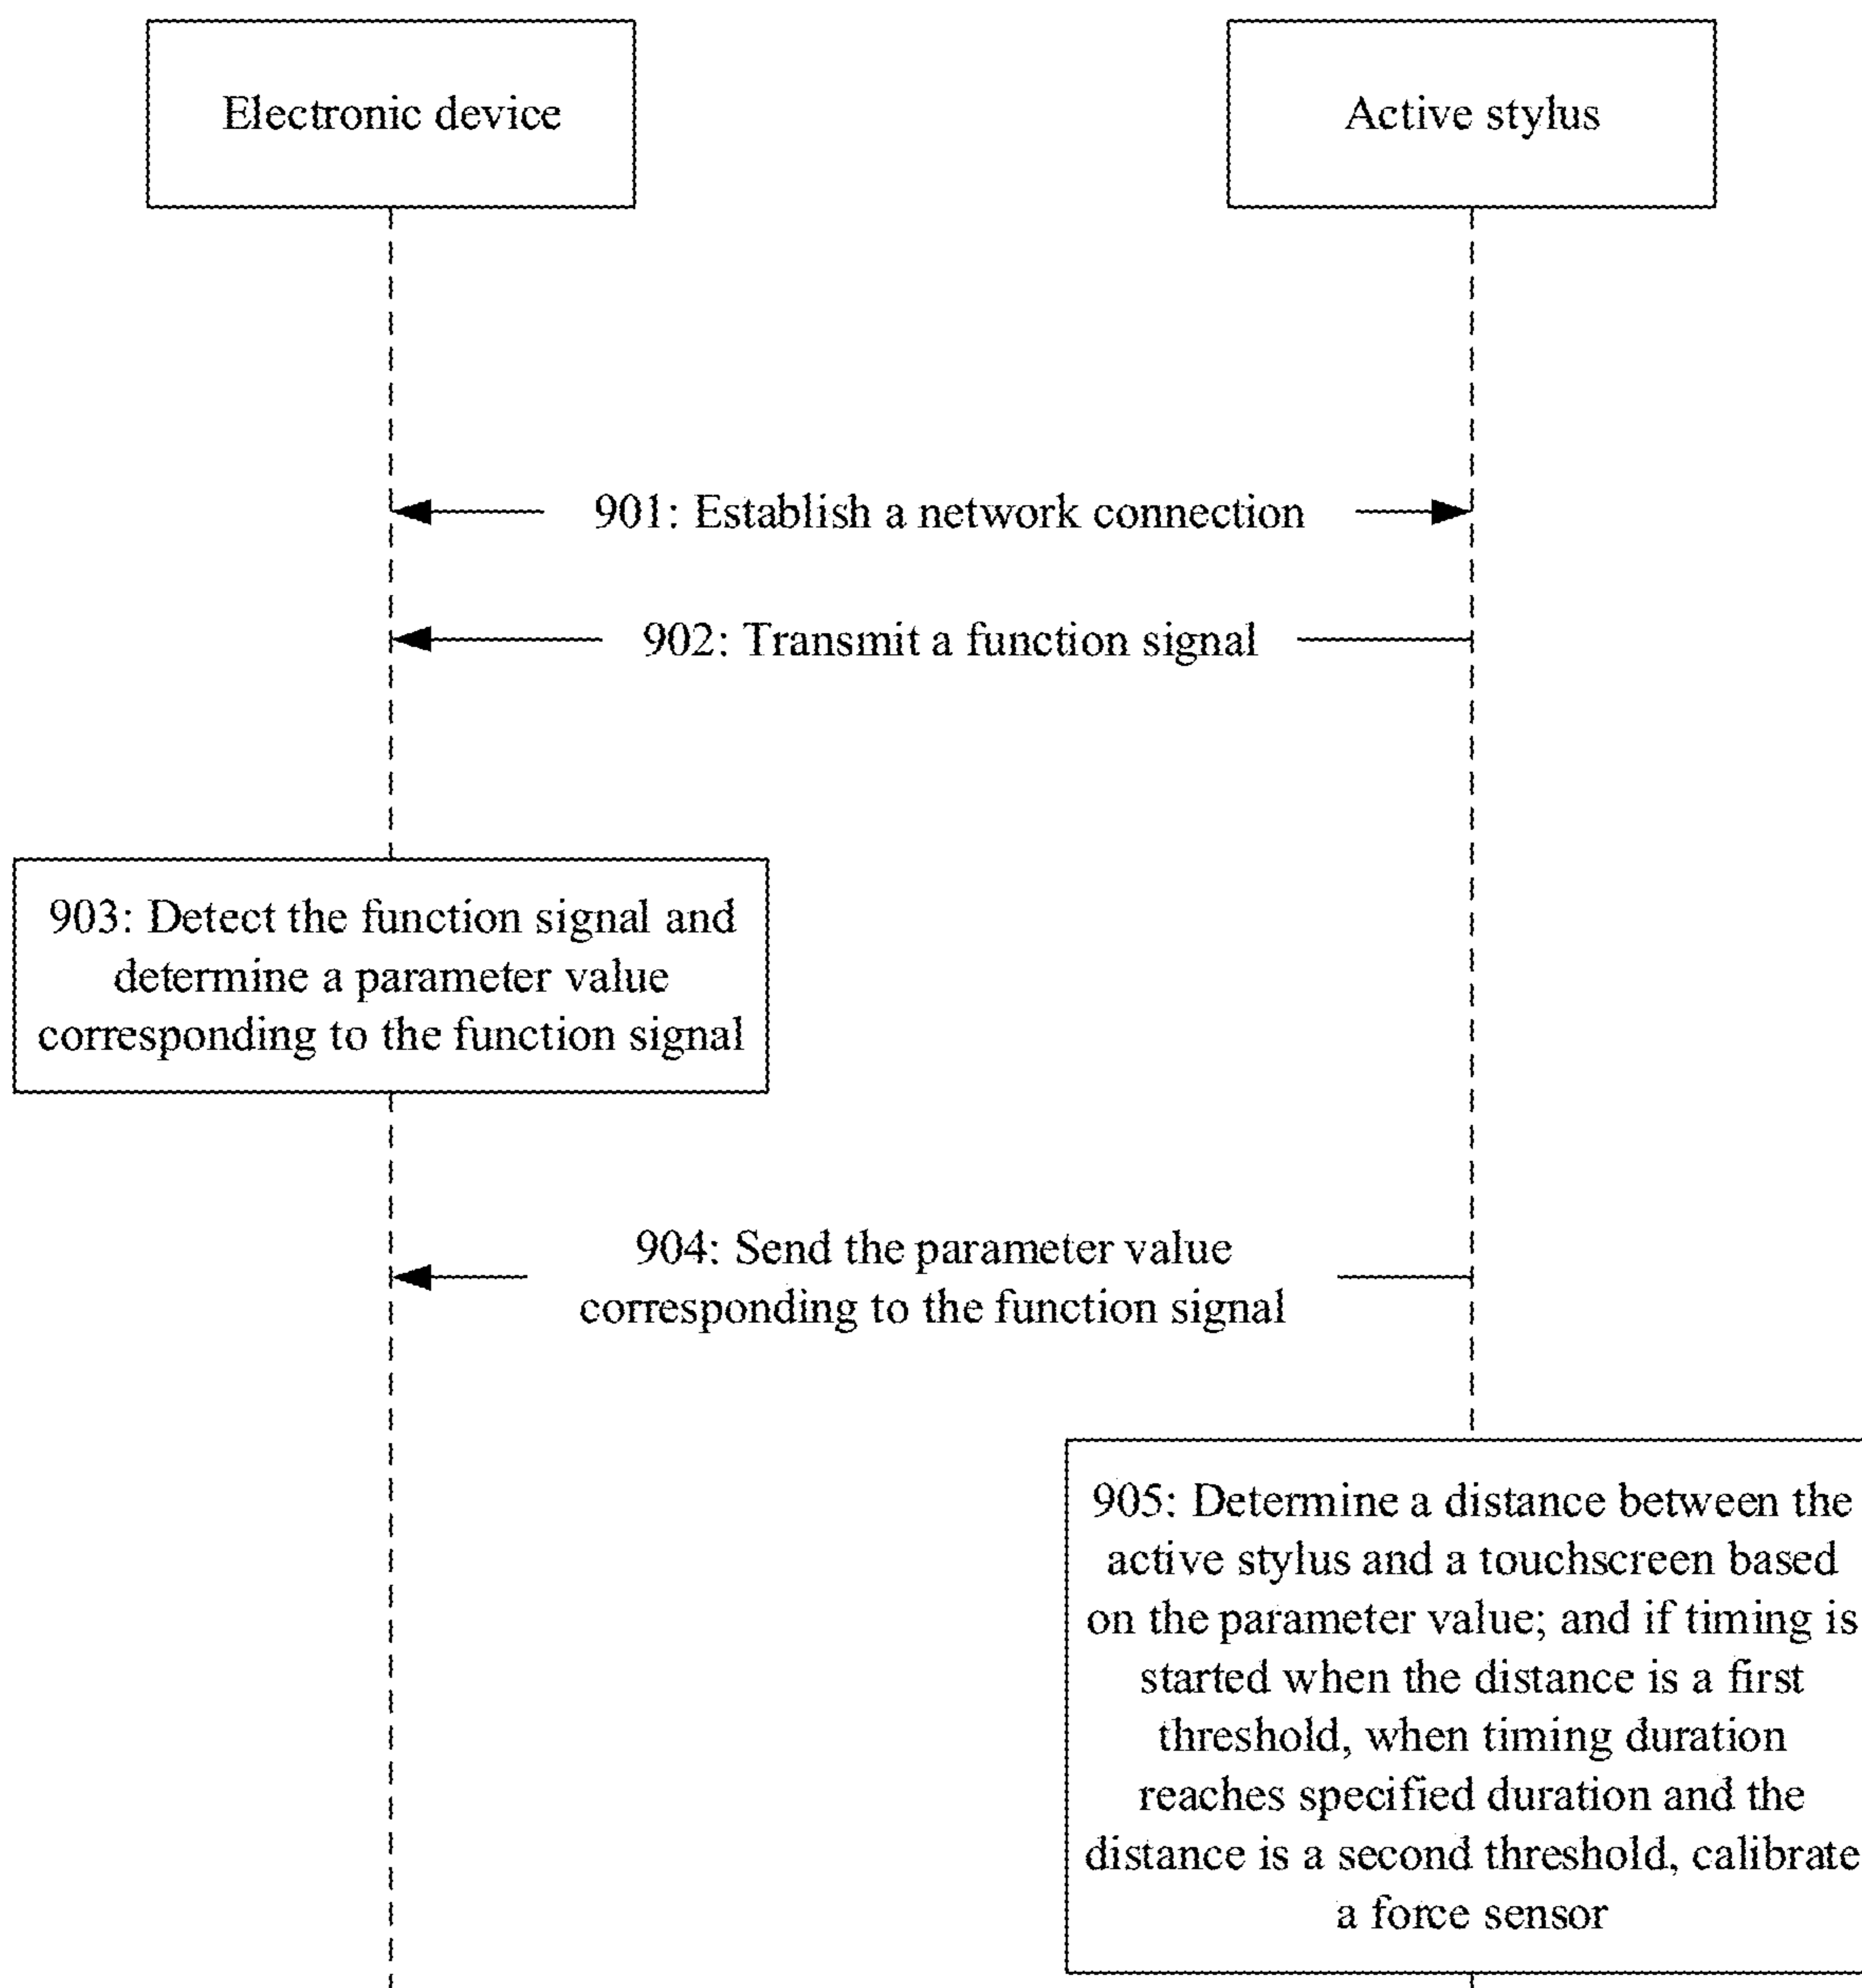 Electronic device
Active stylus
901: Establish a network connection
902: Transmit a function signal
903: Detect the function signal and
determine a parameter value
corresponding to the function signal
904: Send the parameter value
corresponding to the function signal
905: Determine a distance between the
active stylus and a touchscreen based
on the parameter value; and if timing is
started when the distance is a first
threshold, when timing duration
reaches specified duration and the
distance is a second threshold, calibrate
a force sensor